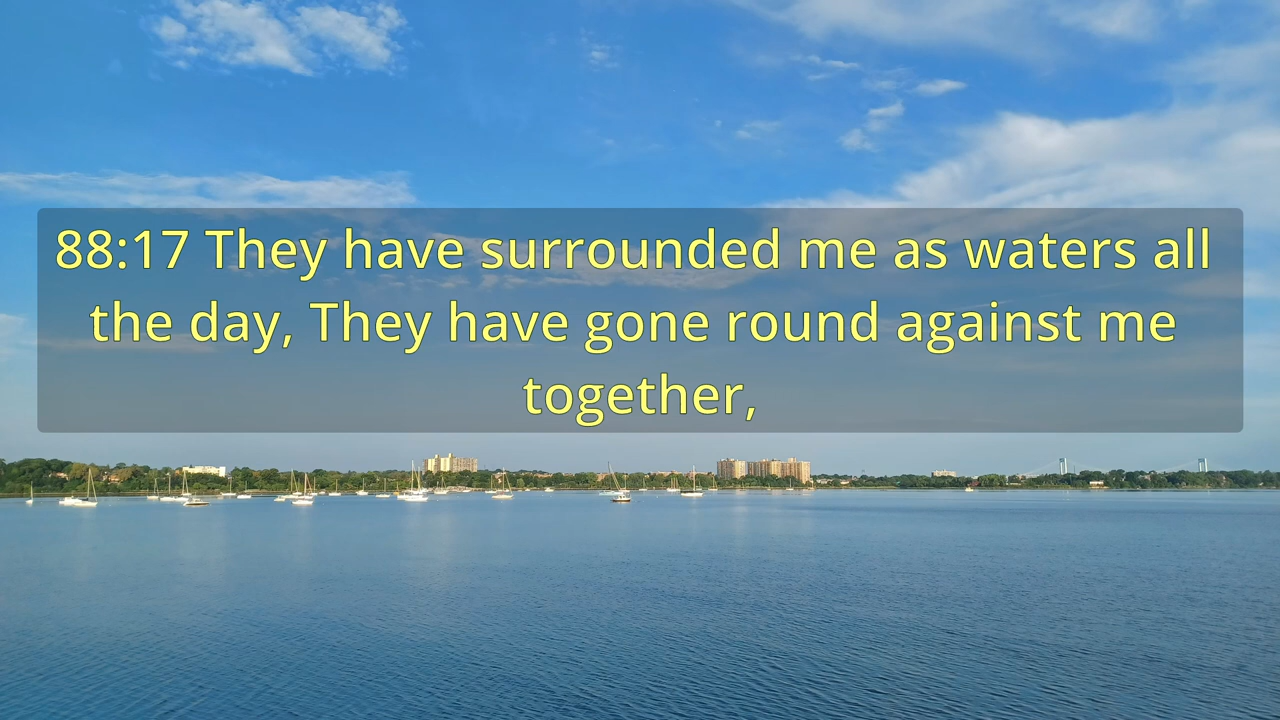 88:17 They have surrounded me as waters all
the day, They have gone round against me
together,